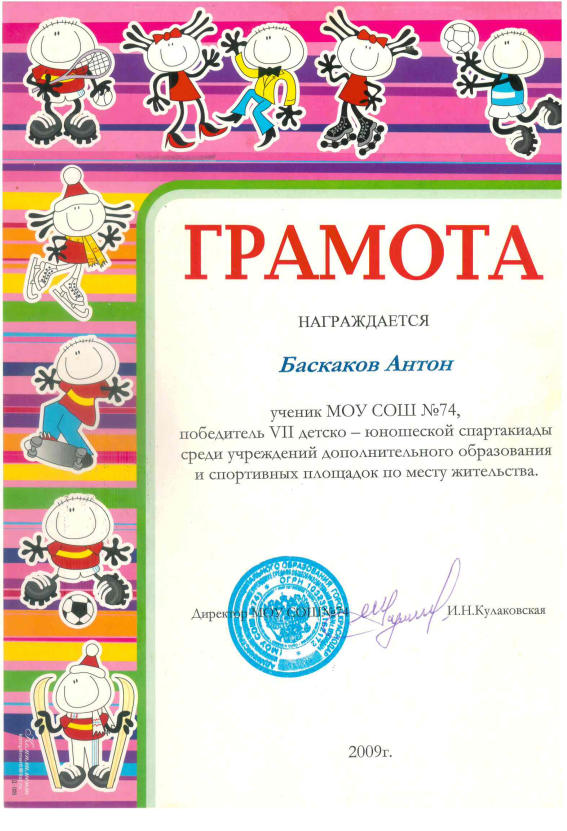 ГРАМОТА
НАГРАЖДАЕТСЯ
Баскаков Антон
ученик МОУ СОШ №74,
победитель VII детско – юношеской спартакиады
среди учреждений дополнительного образования
и спортивных площадок по месту жительства.
Директор МОУ СОШ №74 И.Н.Кулаковская
2009г.